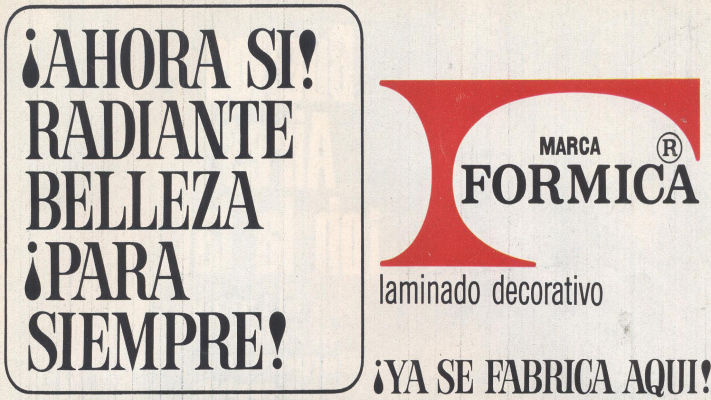 ¡AHORA SI!
RADIANTE
BELLEZA
¡PARA
SIEMPRE!
MARCA
FORMICA®
laminado decorativo
¡YA SE FABRICA AQUI!